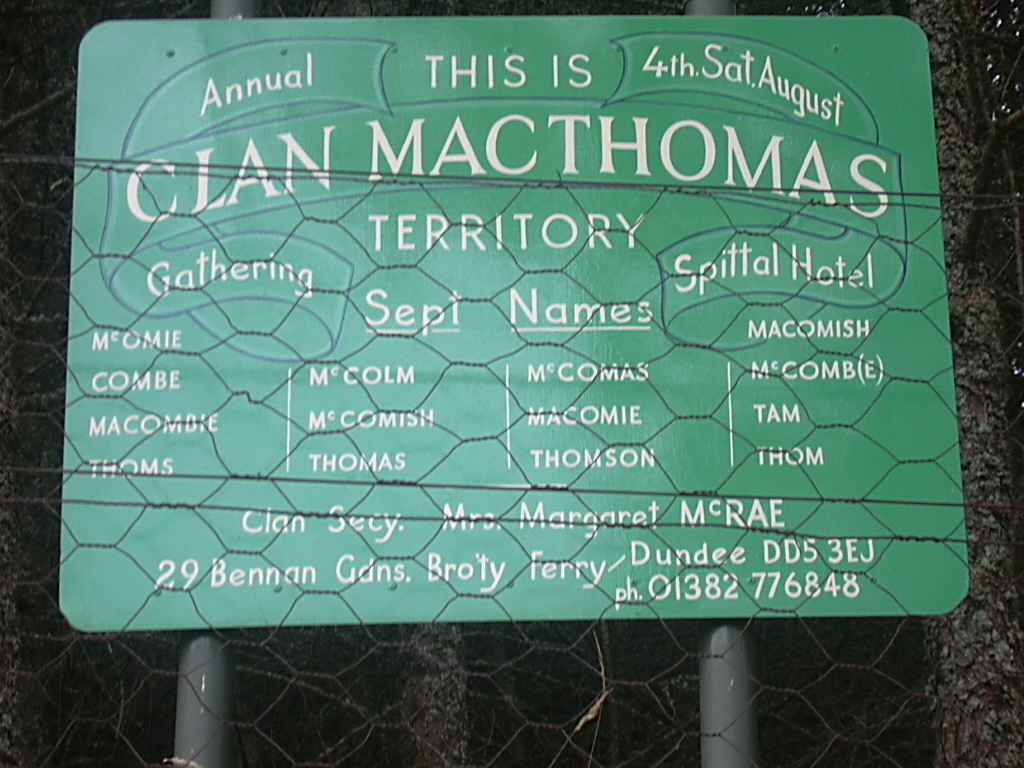 Annual THIS IS 4th. Sat. August
CLAN MACTHOMAS
TERRITORY
Gathering Spittal Hotel
Sept Names
McOMIE MACOMISH
COMBE McCOLM McCOMAS McCOMB(E)
MACOMBIE McCOMISH MACOMIE TAM
THOMS THOMAS THOMSON THOM
Clan Secy. Mrs. Margaret McRAE
29 Bennan Gdns. Bro'ty Ferry, Dundee DD5 3EJ
ph. 01382 776848